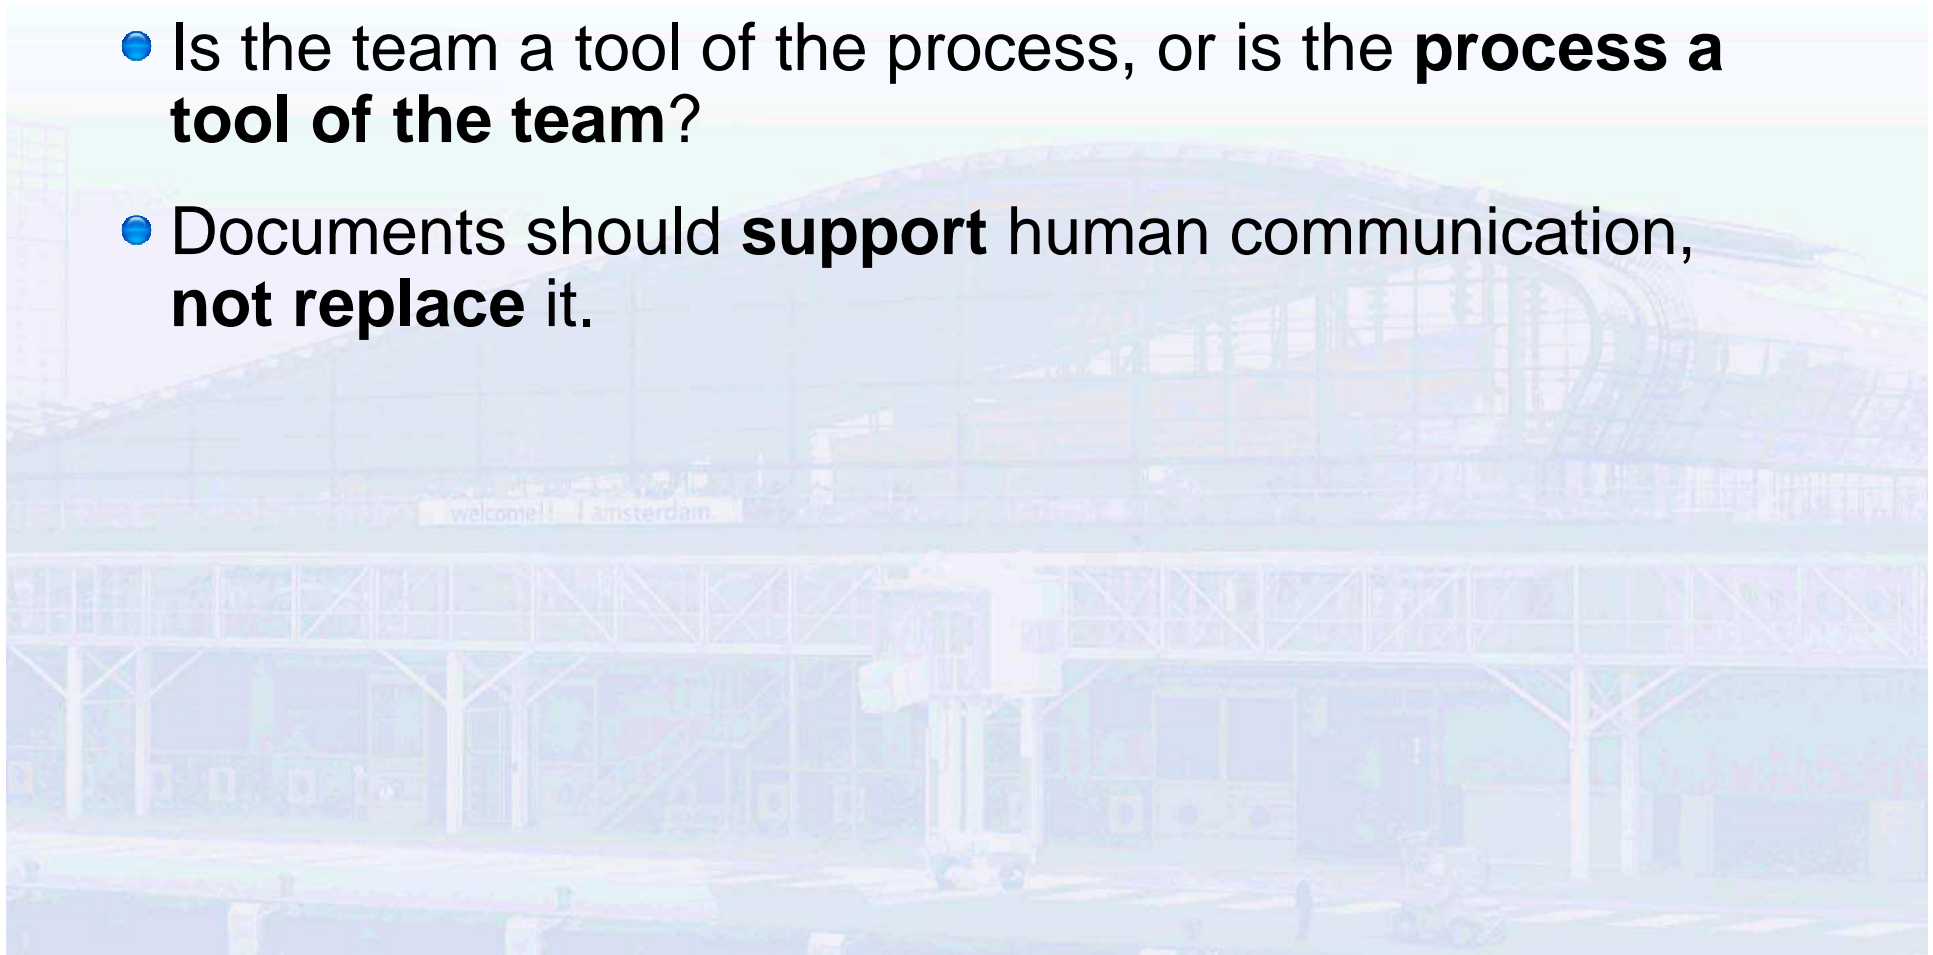 Is the team a tool of the process, or is the process a
tool of the team?
Documents should support human communication,
not replace it.
welcome!! I amsterdam.